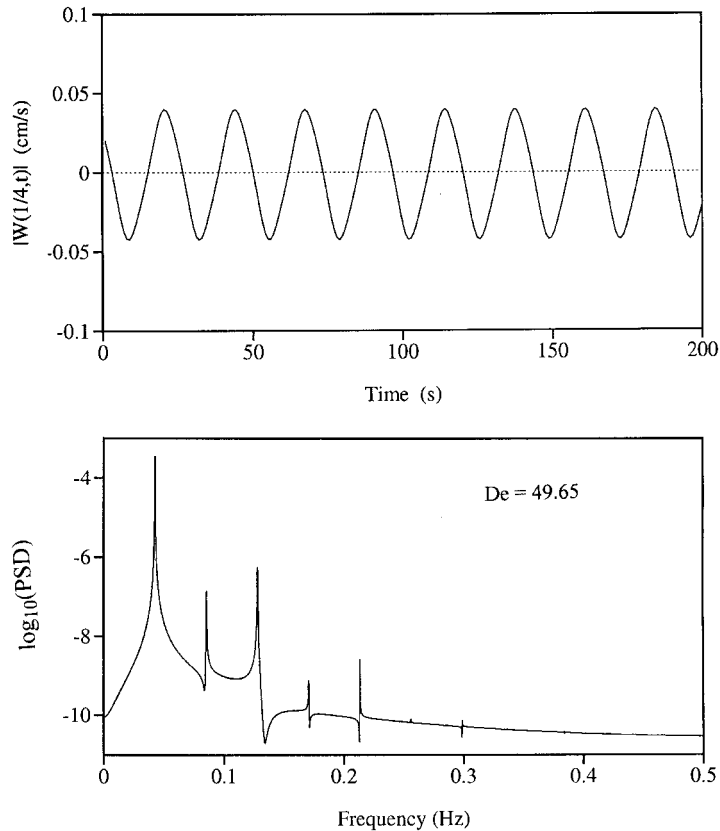 0.1
0.05
0
-0.05
-0.1
|W(1/4,t)| (cm/s)
0 50 100 150 200
Time (s)
-4
-6
-8
-10
log10(PSD)
De = 49.65
0 0.1 0.2 0.3 0.4 0.5
Frequency (Hz)